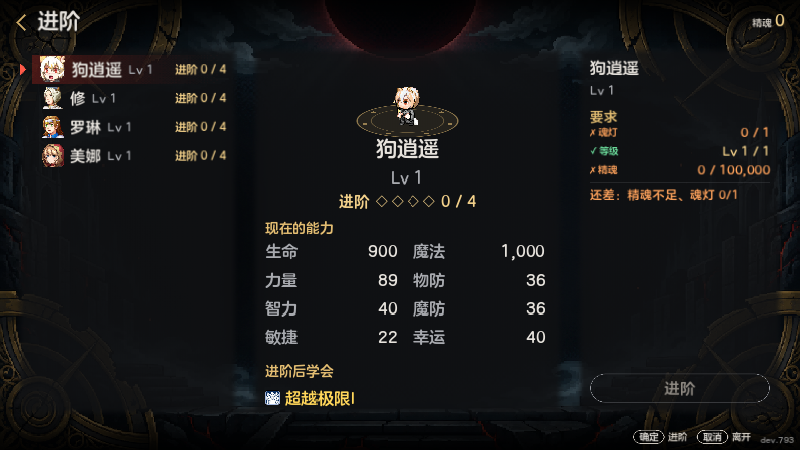 进阶
精魂 0
狗逍遥 Lv 1 进阶 0 / 4
修 Lv 1 进阶 0 / 4
罗琳 Lv 1 进阶 0 / 4
美娜 Lv 1 进阶 0 / 4
狗逍遥
Lv 1
进阶 ◇◇◇◇ 0 / 4
现在的能力
生命 900 魔法 1,000
力量 89 物防 36
智力 40 魔防 36
敏捷 22 幸运 40
进阶后学会
超越极限I
狗逍遥
Lv 1
要求
✗ 魂灯 0 / 1
✓ 等级 Lv 1 / 1
✗ 精魂 0 / 100,000
还差：精魂不足、魂灯 0/1
进阶
确定 进阶 取消 离开
dev.793